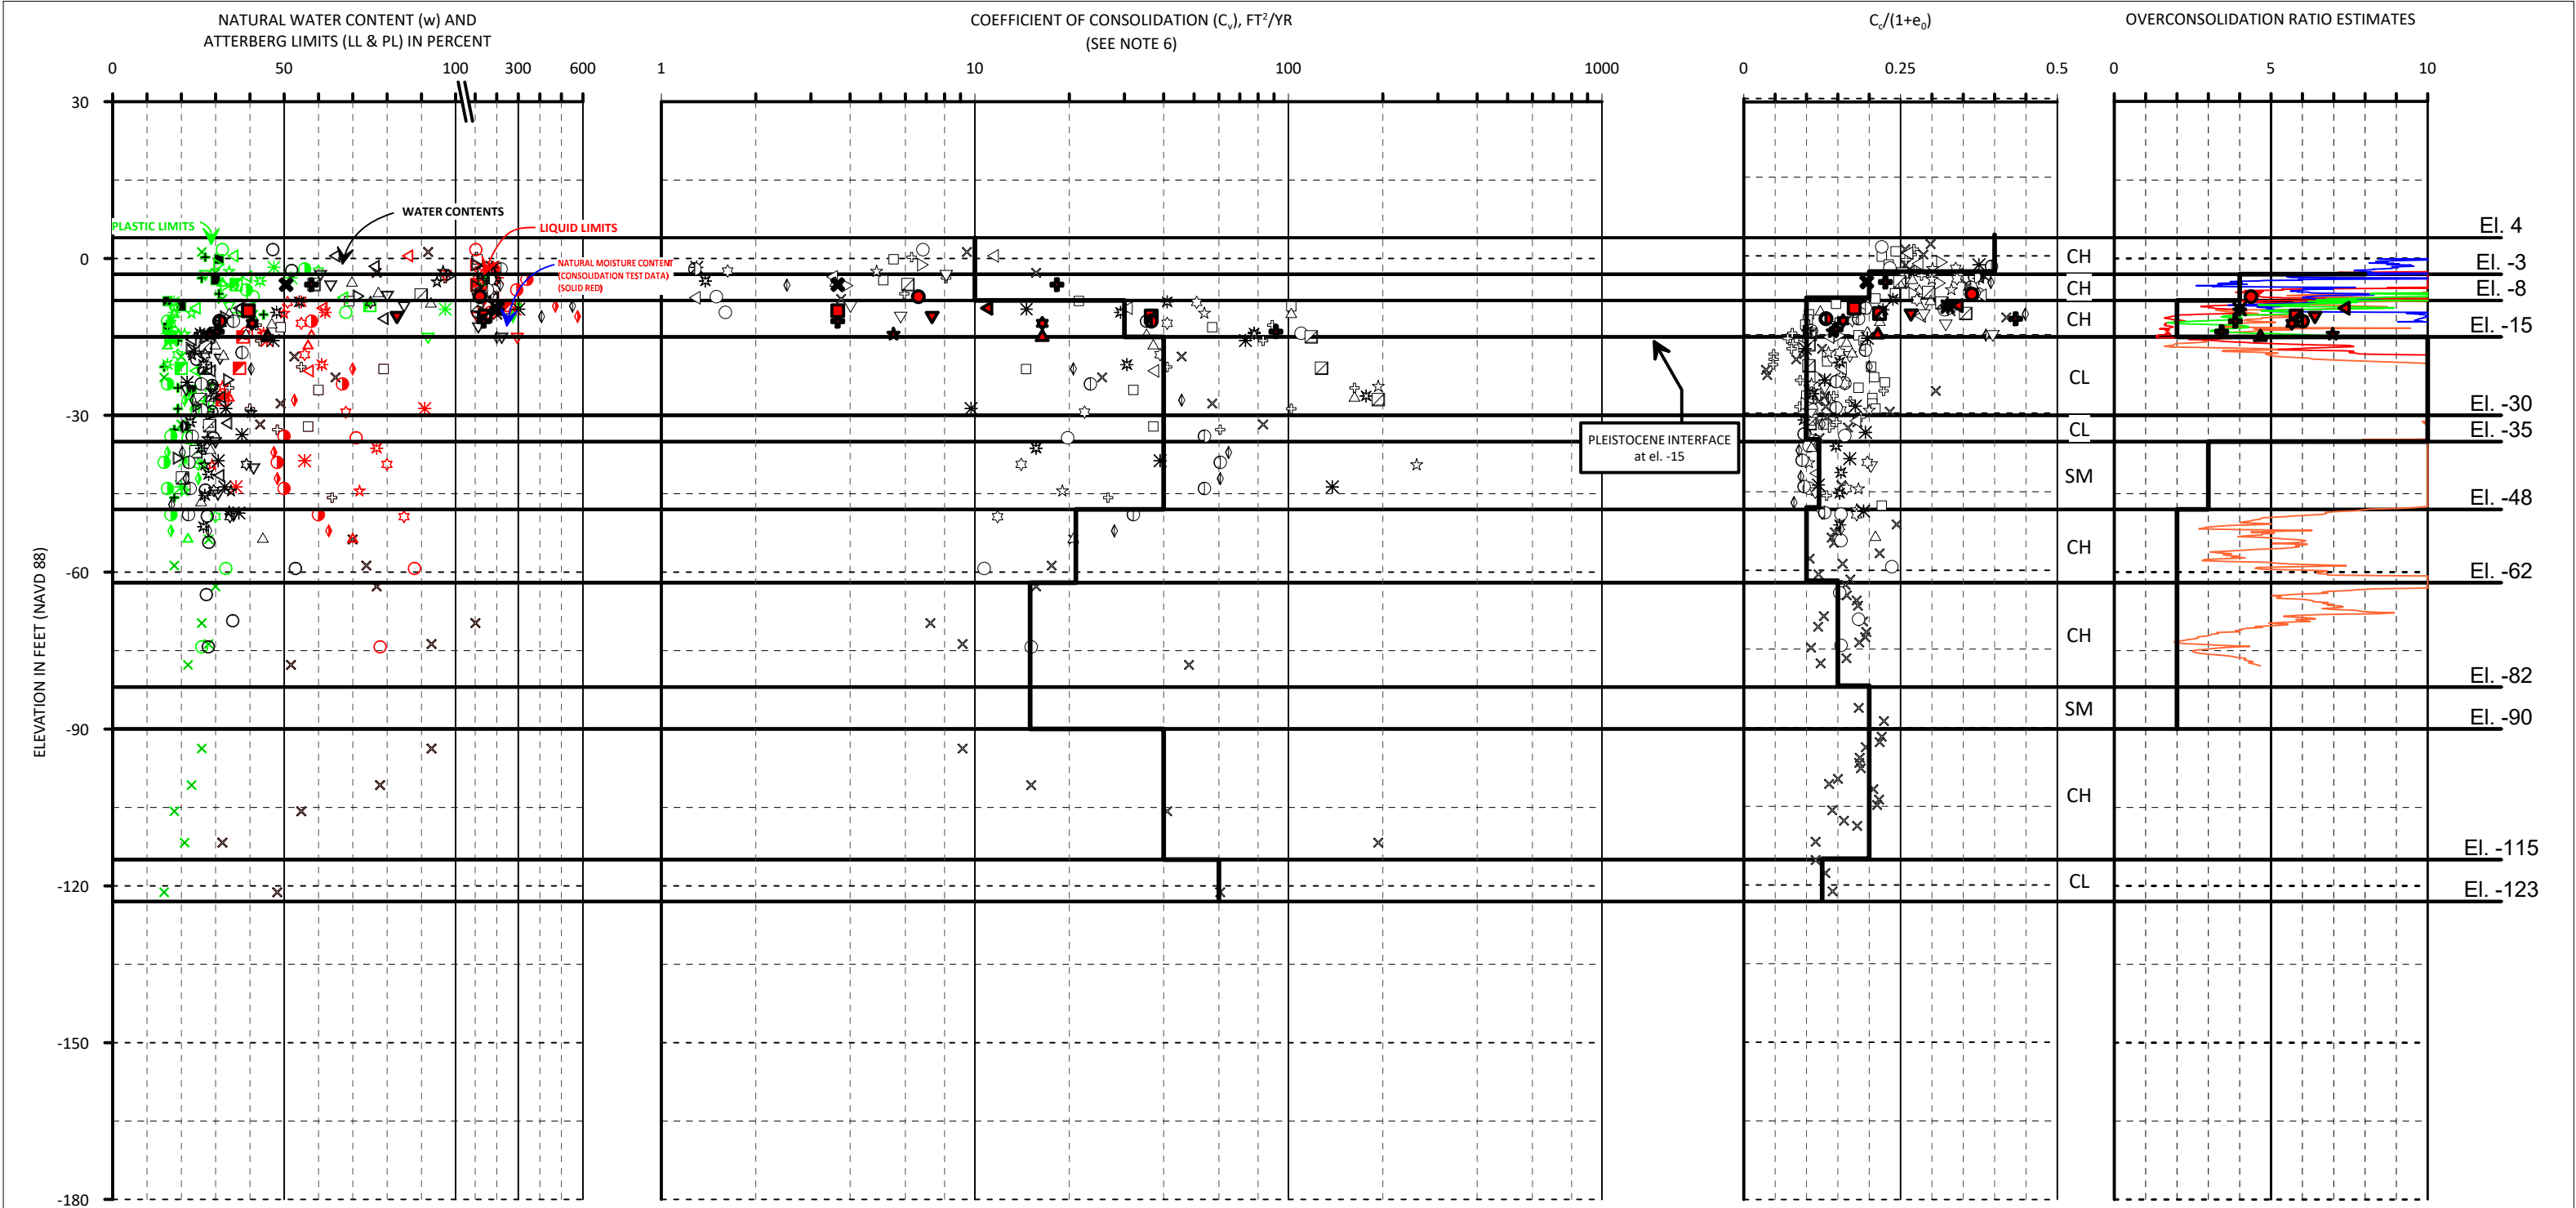 NATURAL WATER CONTENT (w) AND
ATTERBERG LIMITS (LL & PL) IN PERCENT
COEFFICIENT OF CONSOLIDATION (Cv), FT²/YR
(SEE NOTE 6)
Cc/(1+e0)
OVERCONSOLIDATION RATIO ESTIMATES
0 50 100 300 600
1 10 100 1000
0 0.25 0.5
0 5 10
ELEVATION IN FEET (NAVD 88)
30
0
-30
-60
-90
-120
-150
-180
PLASTIC LIMITS
WATER CONTENTS
LIQUID LIMITS
NATURAL MOISTURE CONTENT
(CONSOLIDATION TEST DATA)
(SOLID RED)
PLEISTOCENE INTERFACE
at el. -15
CH
CH
CH
CL
CL
SM
CH
CH
SM
CH
CL
El. 4
El. -3
El. -8
El. -15
El. -30
El. -35
El. -48
El. -62
El. -82
El. -90
El. -115
El. -123